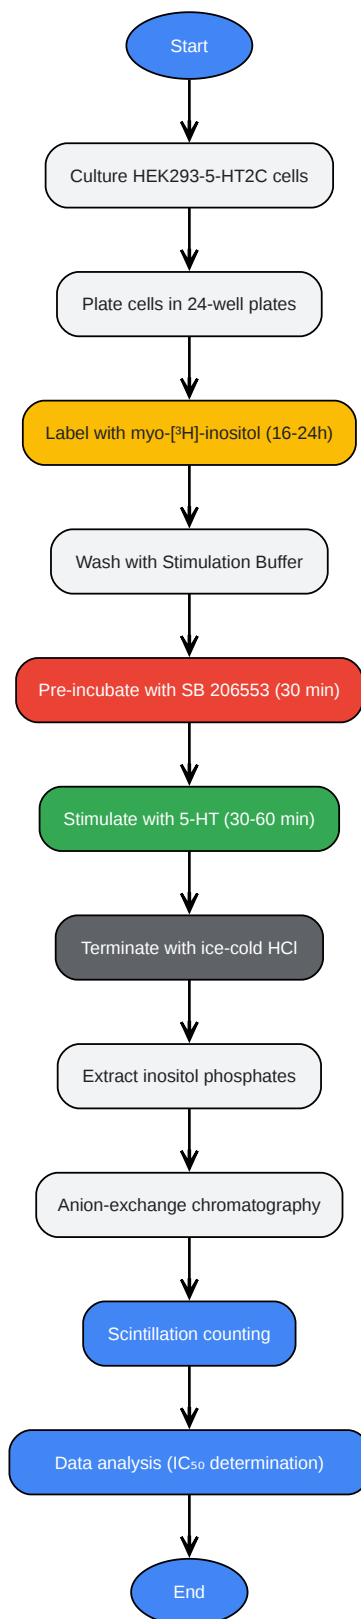 Start
Culture HEK293-5-HT2C cells
Plate cells in 24-well plates
Label with myo-[³H]-inositol (16-24h)
Wash with Stimulation Buffer
Pre-incubate with SB 206553 (30 min)
Stimulate with 5-HT (30-60 min)
Terminate with ice-cold HCl
Extract inositol phosphates
Anion-exchange chromatography
Scintillation counting
Data analysis (IC₅₀ determination)
End